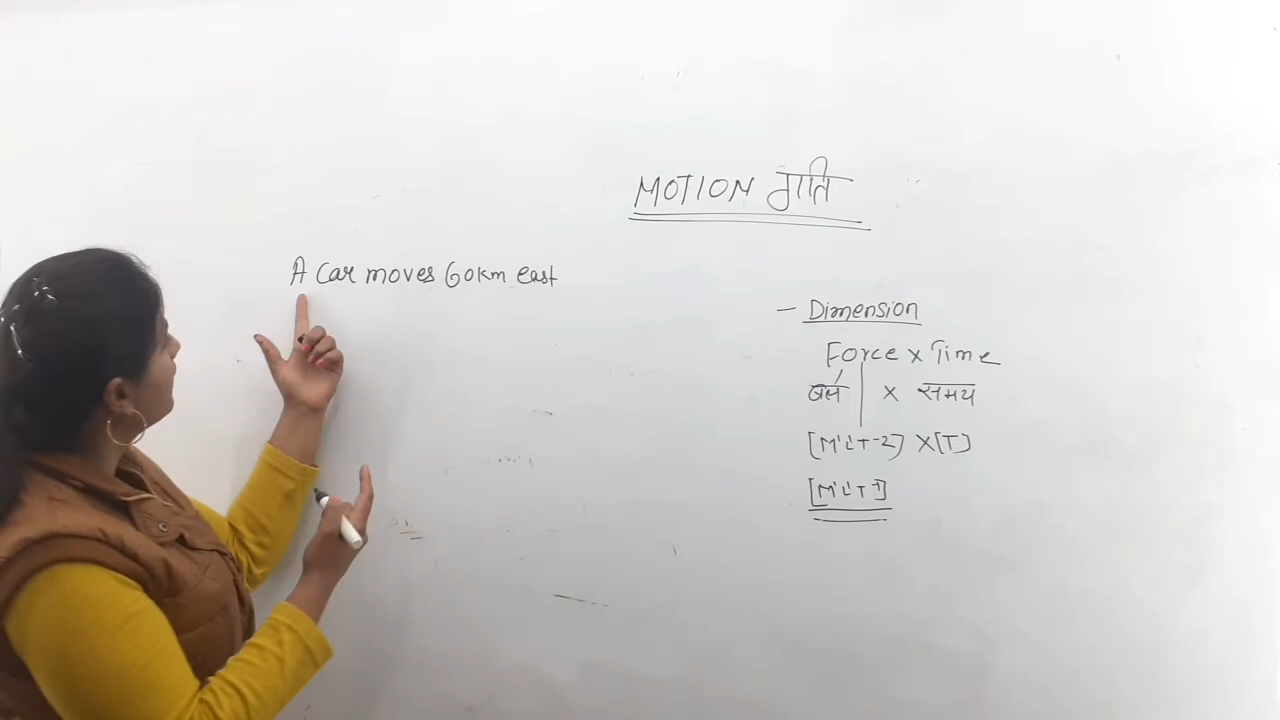 MOTION गति
A car moves 60km east
- Dimension
Force x Time
बल x समय
[M¹L¹T-2] x [T]
[M¹L¹T-1]